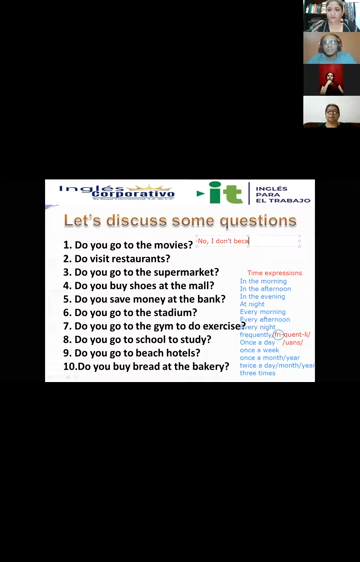 Inglés
Corporativo
it
INGLÉS
PARA
EL TRABAJO
Let's discuss some questions
No, I don't beca
1. Do you go to the movies?
2. Do visit restaurants?
3. Do you go to the supermarket?
4. Do you buy shoes at the mall?
5. Do you save money at the bank?
6. Do you go to the stadium?
7. Do you go to the gym to do exercise?
8. Do you go to school to study?
9. Do you go to beach hotels?
10.Do you buy bread at the bakery?
Time expressions
In the morning
In the afternoon
In the evening
At night
Every morning
Every afternoon
Every night
frequently /fri-quent-li/
Once a day /uans/
once a week
once a month/year
twice a day/month/year
three times